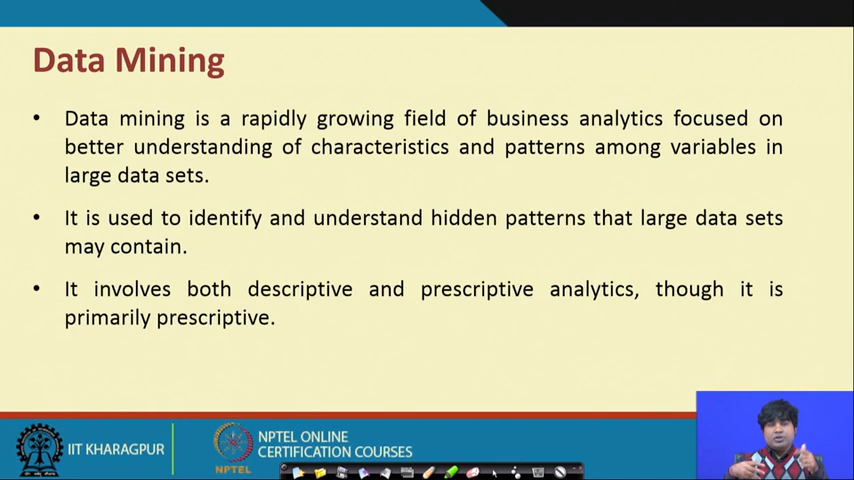 Data Mining
• Data mining is a rapidly growing field of business analytics focused on
better understanding of characteristics and patterns among variables in
large data sets.
• It is used to identify and understand hidden patterns that large data sets
may contain.
• It involves both descriptive and prescriptive analytics, though it is
primarily prescriptive.
IIT KHARAGPUR
NPTEL
NPTEL ONLINE
CERTIFICATION COURSES